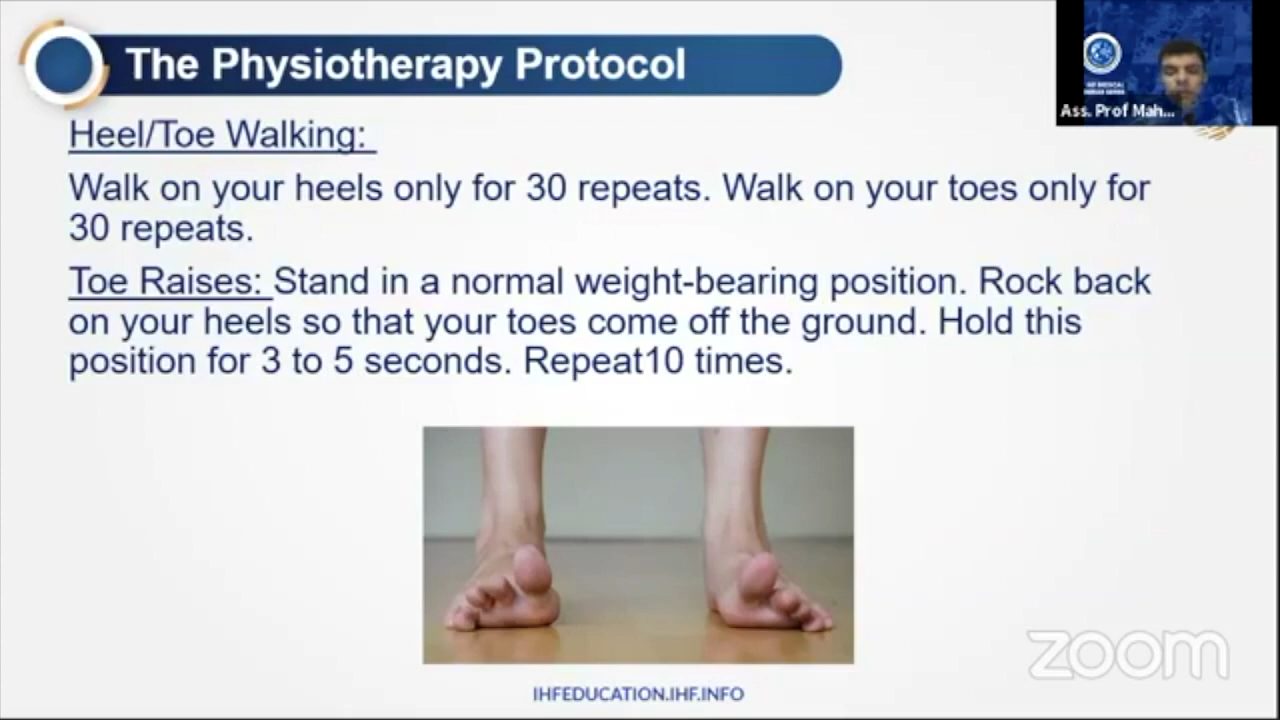 The Physiotherapy Protocol
Ass. Prof Mah...
Heel/Toe Walking:
Walk on your heels only for 30 repeats. Walk on your toes only for
30 repeats.
Toe Raises: Stand in a normal weight-bearing position. Rock back
on your heels so that your toes come off the ground. Hold this
position for 3 to 5 seconds. Repeat10 times.
zoom
IHFEDUCATION.IHF.INFO